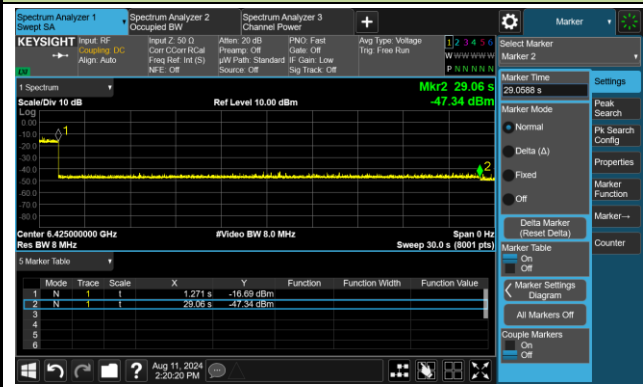 Spectrum Analyzer 1
Swept SA
Spectrum Analyzer 2
Occupied BW
Spectrum Analyzer 3
Channel Power
Marker
KEYSIGHT
Input: RF
Coupling: DC
Align: Auto
Input Z: 50 Ω
Corr CCorr RCal
Freq Ref: Int (S)
NFE: Off
Atten: 20 dB
Preamp: Off
µW Path: Standard
Source: Off
PNO: Fast
Gate: Off
IF Gain: Low
Sig Track: Off
Avg Type: Voltage
Trig: Free Run
1 2 3 4 5 6
W W W W W W
P N N N N N
Select Marker
Marker 2
1 Spectrum
Mkr2 29.06 s
-47.34 dBm
Scale/Div 10 dB
Ref Level 10.00 dBm
Log
0.00
-10.0
-20.0
-30.0
-40.0
-50.0
-60.0
-70.0
-80.0
1
2
Center 6.425000000 GHz
Res BW 8 MHz
#Video BW 8.0 MHz
Span 0 Hz
Sweep 30.0 s (8001 pts)
5 Marker Table
Mode Trace Scale X Y Function Function Width Function Value
1 N 1 t 1.271 s -16.69 dBm
2 N 1 t 29.06 s -47.34 dBm
3
4
5
6
Marker Time
29.0588 s
Marker Mode
Normal
Delta (Δ)
Fixed
Off
Delta Marker
(Reset Delta)
Marker Table
On
Off
Marker Settings
Diagram
All Markers Off
Couple Markers
On
Off
Settings
Peak
Search
Pk Search
Config
Properties
Marker
Function
Marker→
Counter
Aug 11, 2024
2:20:20 PM